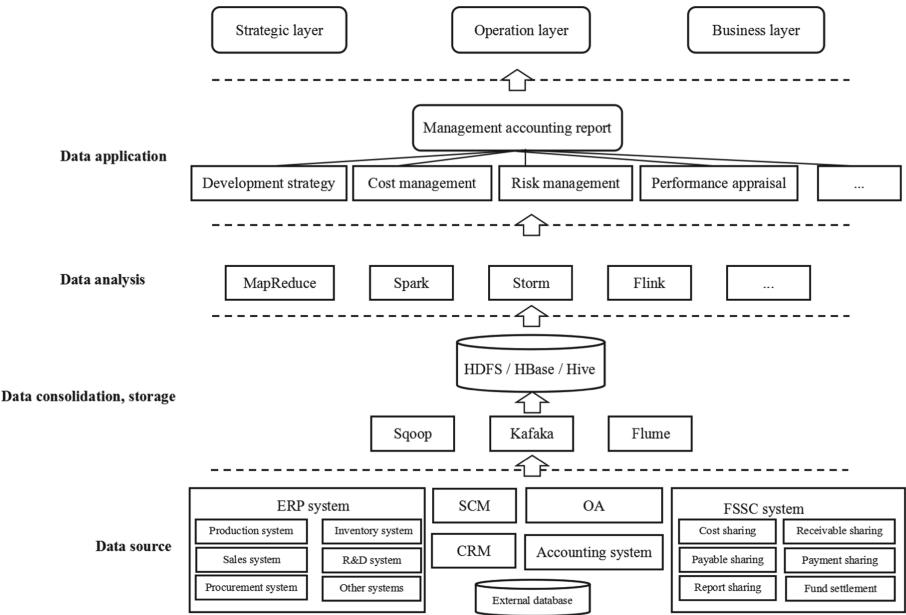 Strategic layer
Operation layer
Business layer
Management accounting report
Data application
Development strategy
Cost management
Risk management
Performance appraisal
...
Data analysis
MapReduce
Spark
Storm
Flink
...
HDFS / HBase / Hive
Data consolidation, storage
Sqoop
Kafaka
Flume
Data source
ERP system
Production system
Inventory system
Sales system
R&D system
Procurement system
Other systems
SCM
OA
CRM
Accounting system
External database
FSSC system
Cost sharing
Receivable sharing
Payable sharing
Payment sharing
Report sharing
Fund settlement